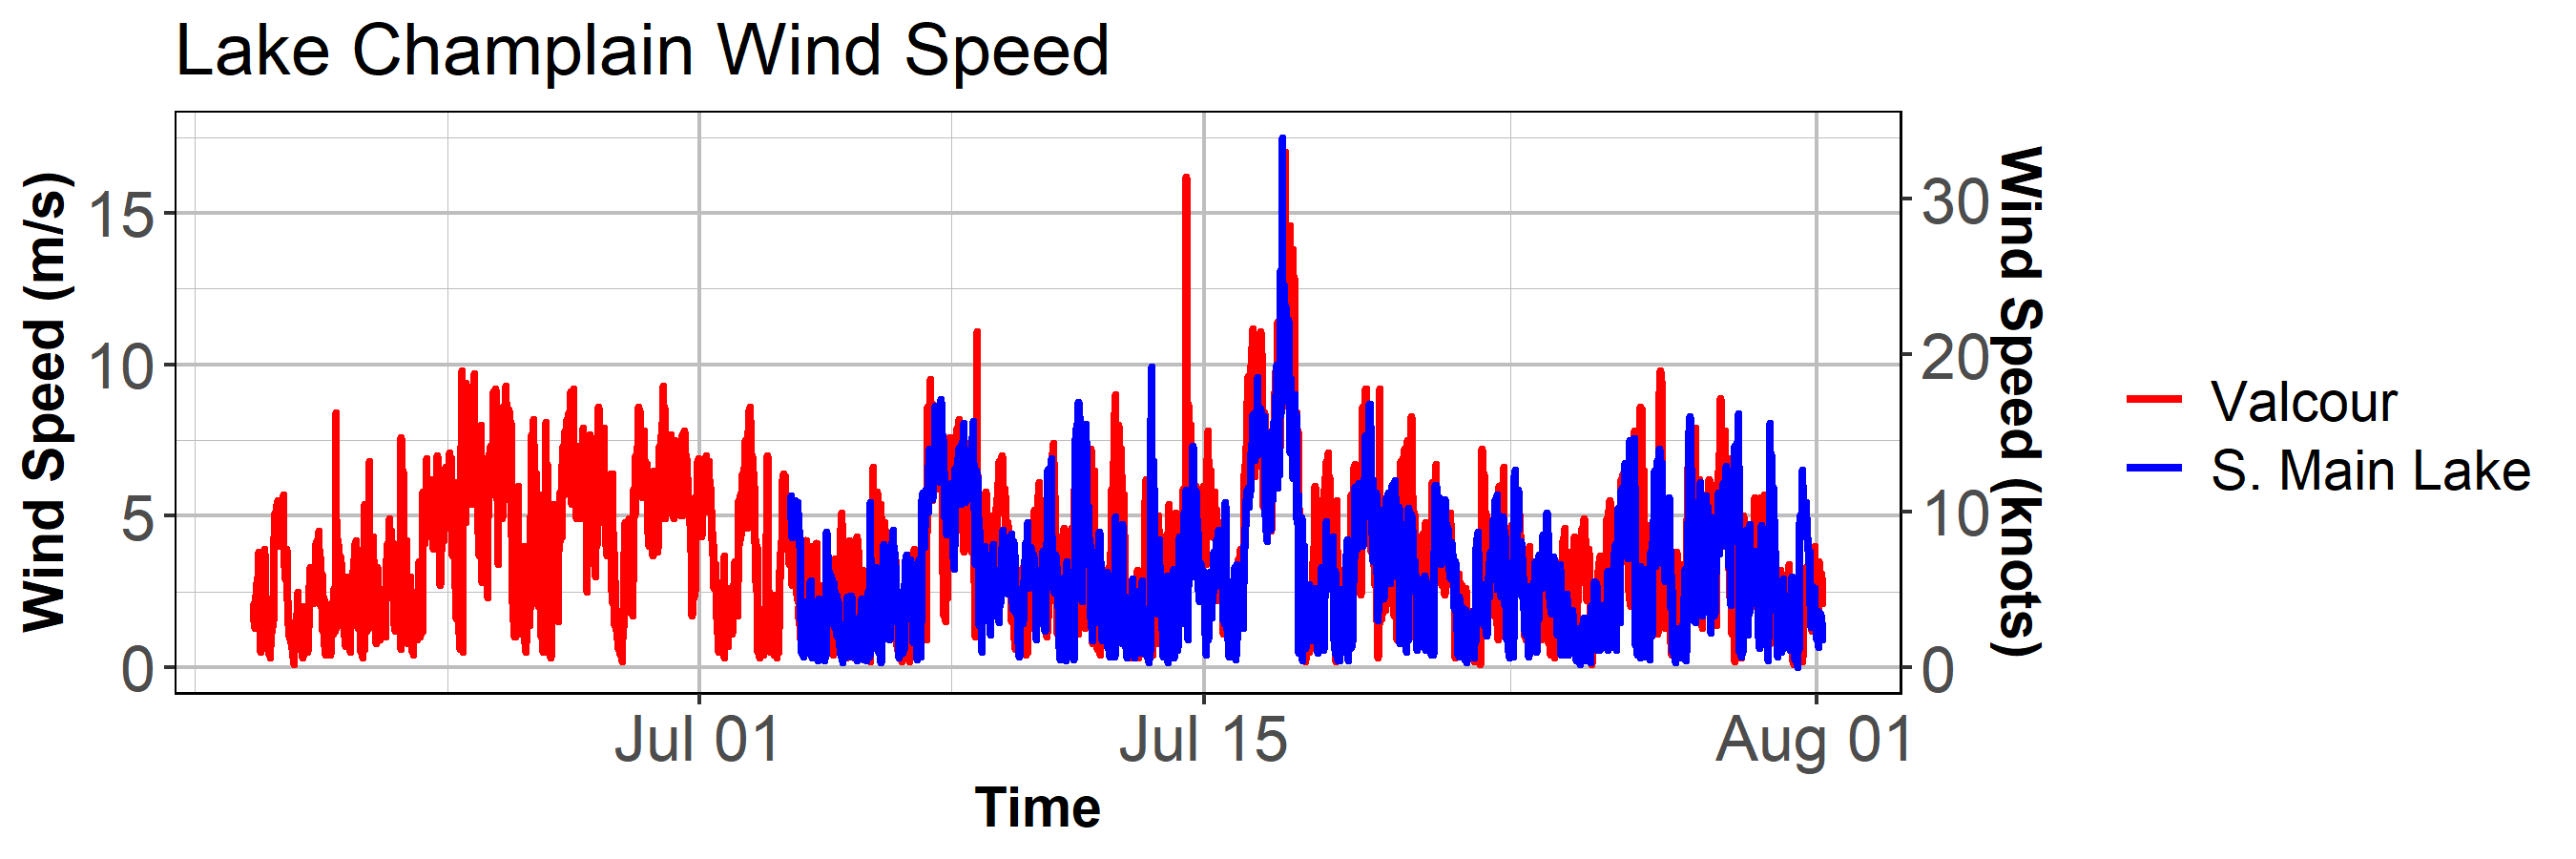 Lake Champlain Wind Speed
Wind Speed (m/s)
15
10
5
0
30
20
10
0
Wind Speed (knots)
Jul 01
Jul 15
Aug 01
Time
Valcour
S. Main Lake